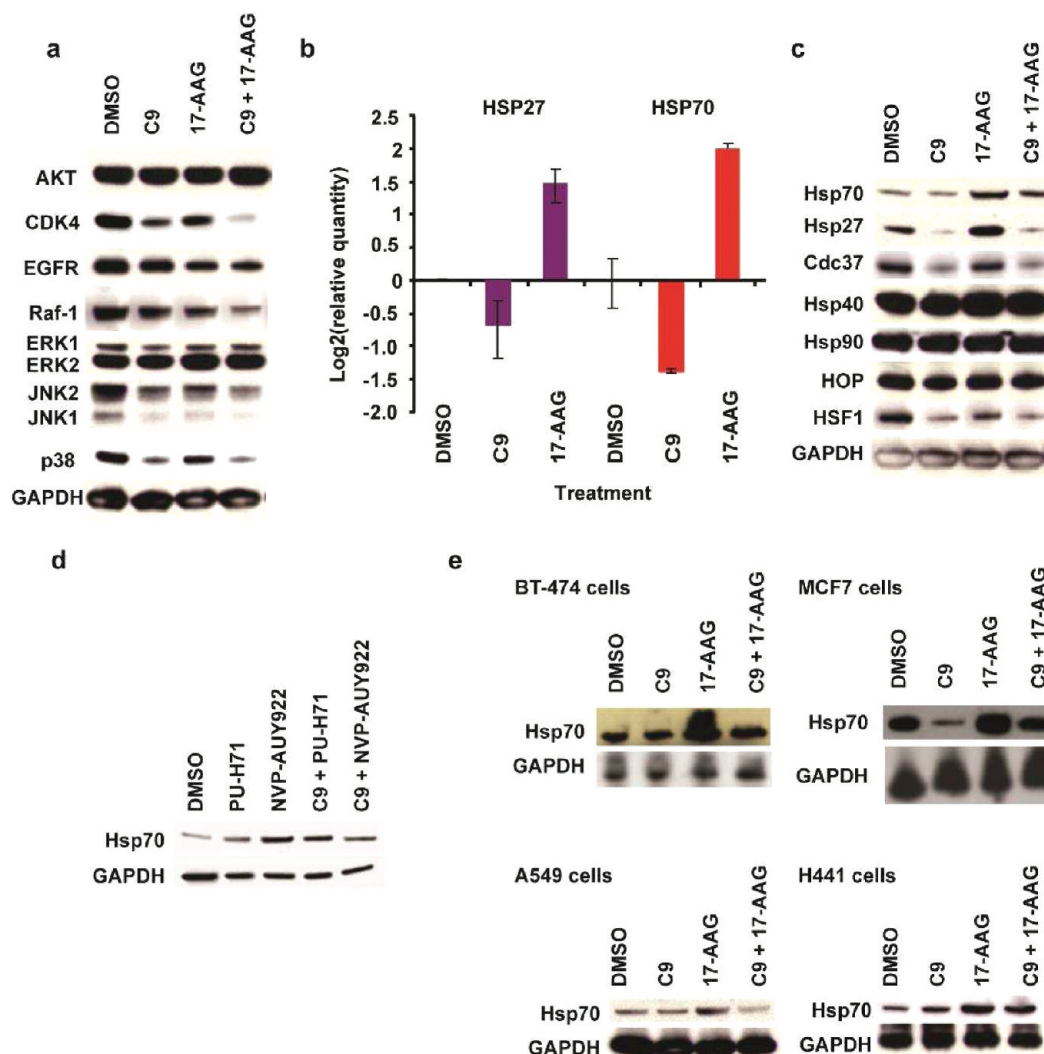 a
DMSO
C9
17-AAG
C9 + 17-AAG
AKT
CDK4
EGFR
Raf-1
ERK1
ERK2
JNK2
JNK1
p38
GAPDH
b
HSP27
HSP70
Log2(relative quantity)
2.5
2
1.5
1
0.5
0
-0.5
-1.0
-1.5
-2.0
DMSO
C9
17-AAG
DMSO
C9
17-AAG
Treatment
c
DMSO
C9
17-AAG
C9 + 17-AAG
Hsp70
Hsp27
Cdc37
Hsp40
Hsp90
HOP
HSF1
GAPDH
d
DMSO
PU-H71
NVP-AUY922
C9 + PU-H71
C9 + NVP-AUY922
Hsp70
GAPDH
e
BT-474 cells
DMSO
C9
17-AAG
C9 + 17-AAG
Hsp70
GAPDH
MCF7 cells
DMSO
C9
17-AAG
C9 + 17-AAG
Hsp70
GAPDH
A549 cells
DMSO
C9
17-AAG
C9 + 17-AAG
Hsp70
GAPDH
H441 cells
DMSO
C9
17-AAG
C9 + 17-AAG
Hsp70
GAPDH